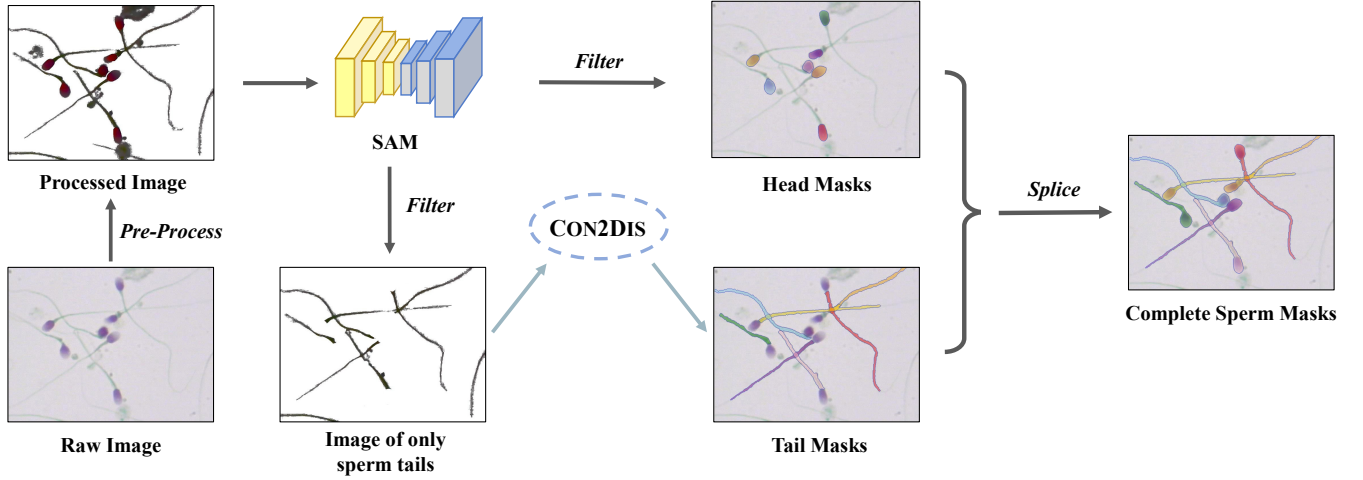 SAM
Filter
Processed Image
Head Masks
Pre-Process
Filter
CON2DIS
Splice
Complete Sperm Masks
Raw Image
Image of only
sperm tails
Tail Masks